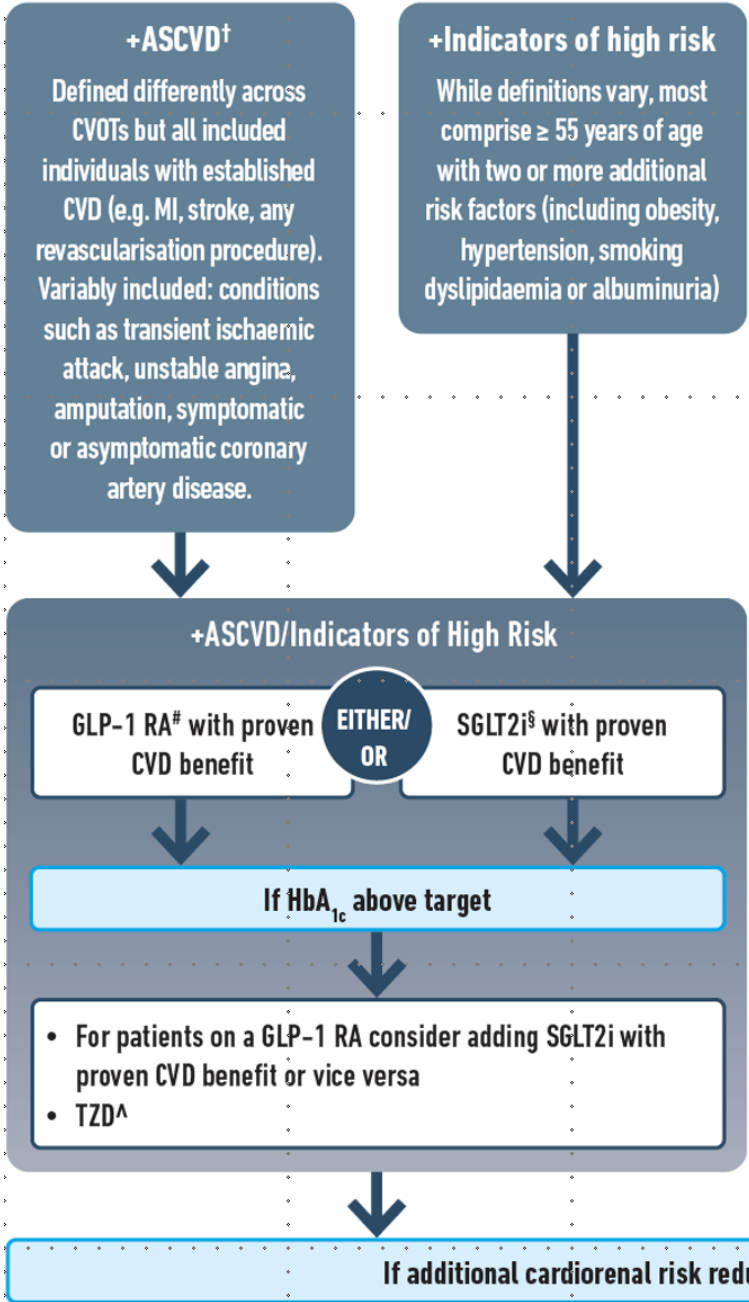 +ASCVD†
Defined differently across
CVOTs but all included
individuals with established
CVD (e.g. MI, stroke, any
revascularisation procedure).
Variably included: conditions
such as transient ischaemic
attack, unstable angina,
amputation, symptomatic
or asymptomatic coronary
artery disease.
+Indicators of high risk
While definitions vary, most
comprise ≥ 55 years of age
with two or more additional
risk factors (including obesity,
hypertension, smoking
dyslipidaemia or albuminuria)
+ASCVD/Indicators of High Risk
GLP-1 RA# with proven
CVD benefit
EITHER/
OR
SGLT2i§ with proven
CVD benefit
If HbA1c above target
• For patients on a GLP-1 RA consider adding SGLT2i with
proven CVD benefit or vice versa
• TZD^
If additional cardiorenal risk